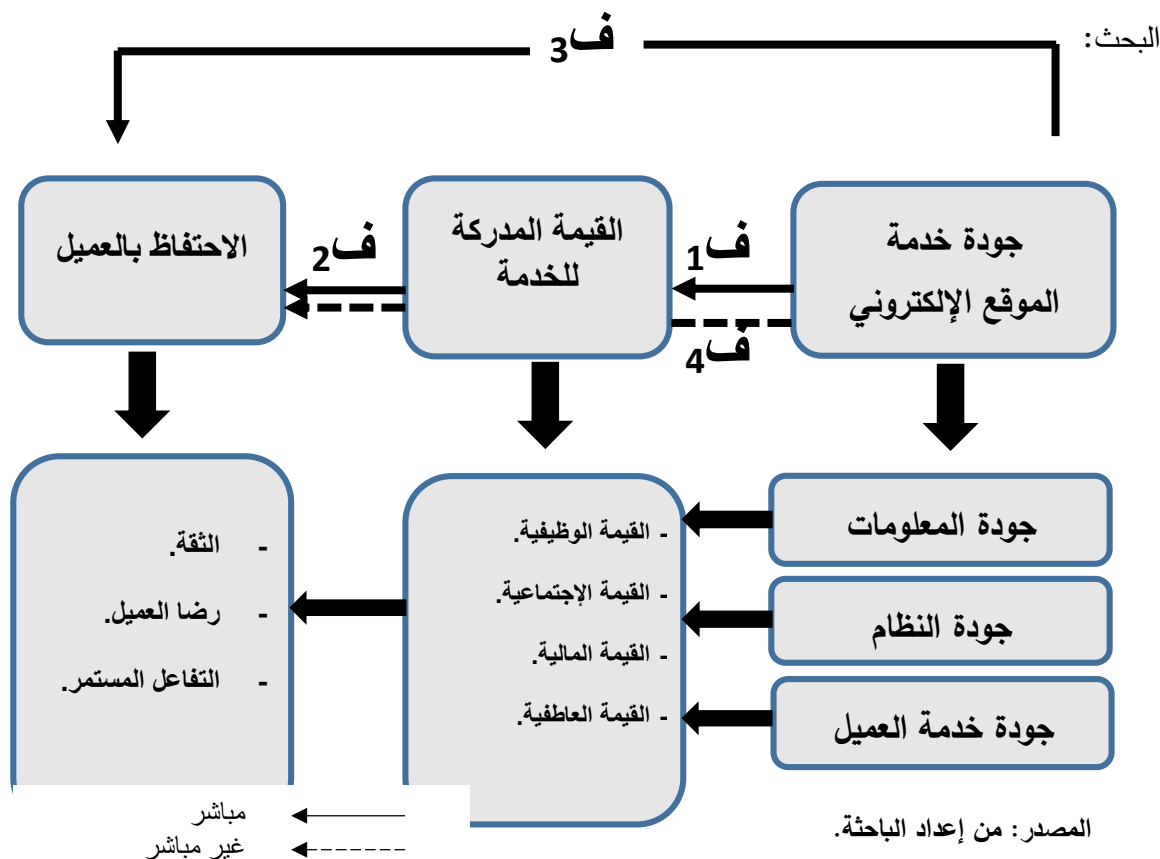 البحث:
ف3
جودة خدمة
الموقع الإلكتروني
ف1
ف4
القيمة المدركة
للخدمة
ف2
الاحتفاظ بالعميل
جودة المعلومات
جودة النظام
جودة خدمة العميل
- القيمة الوظيفية.
- القيمة الإجتماعية.
- القيمة المالية.
- القيمة العاطفية.
- الثقة.
- رضا العميل.
- التفاعل المستمر.
مباشر
غير مباشر
المصدر: من إعداد الباحثة.